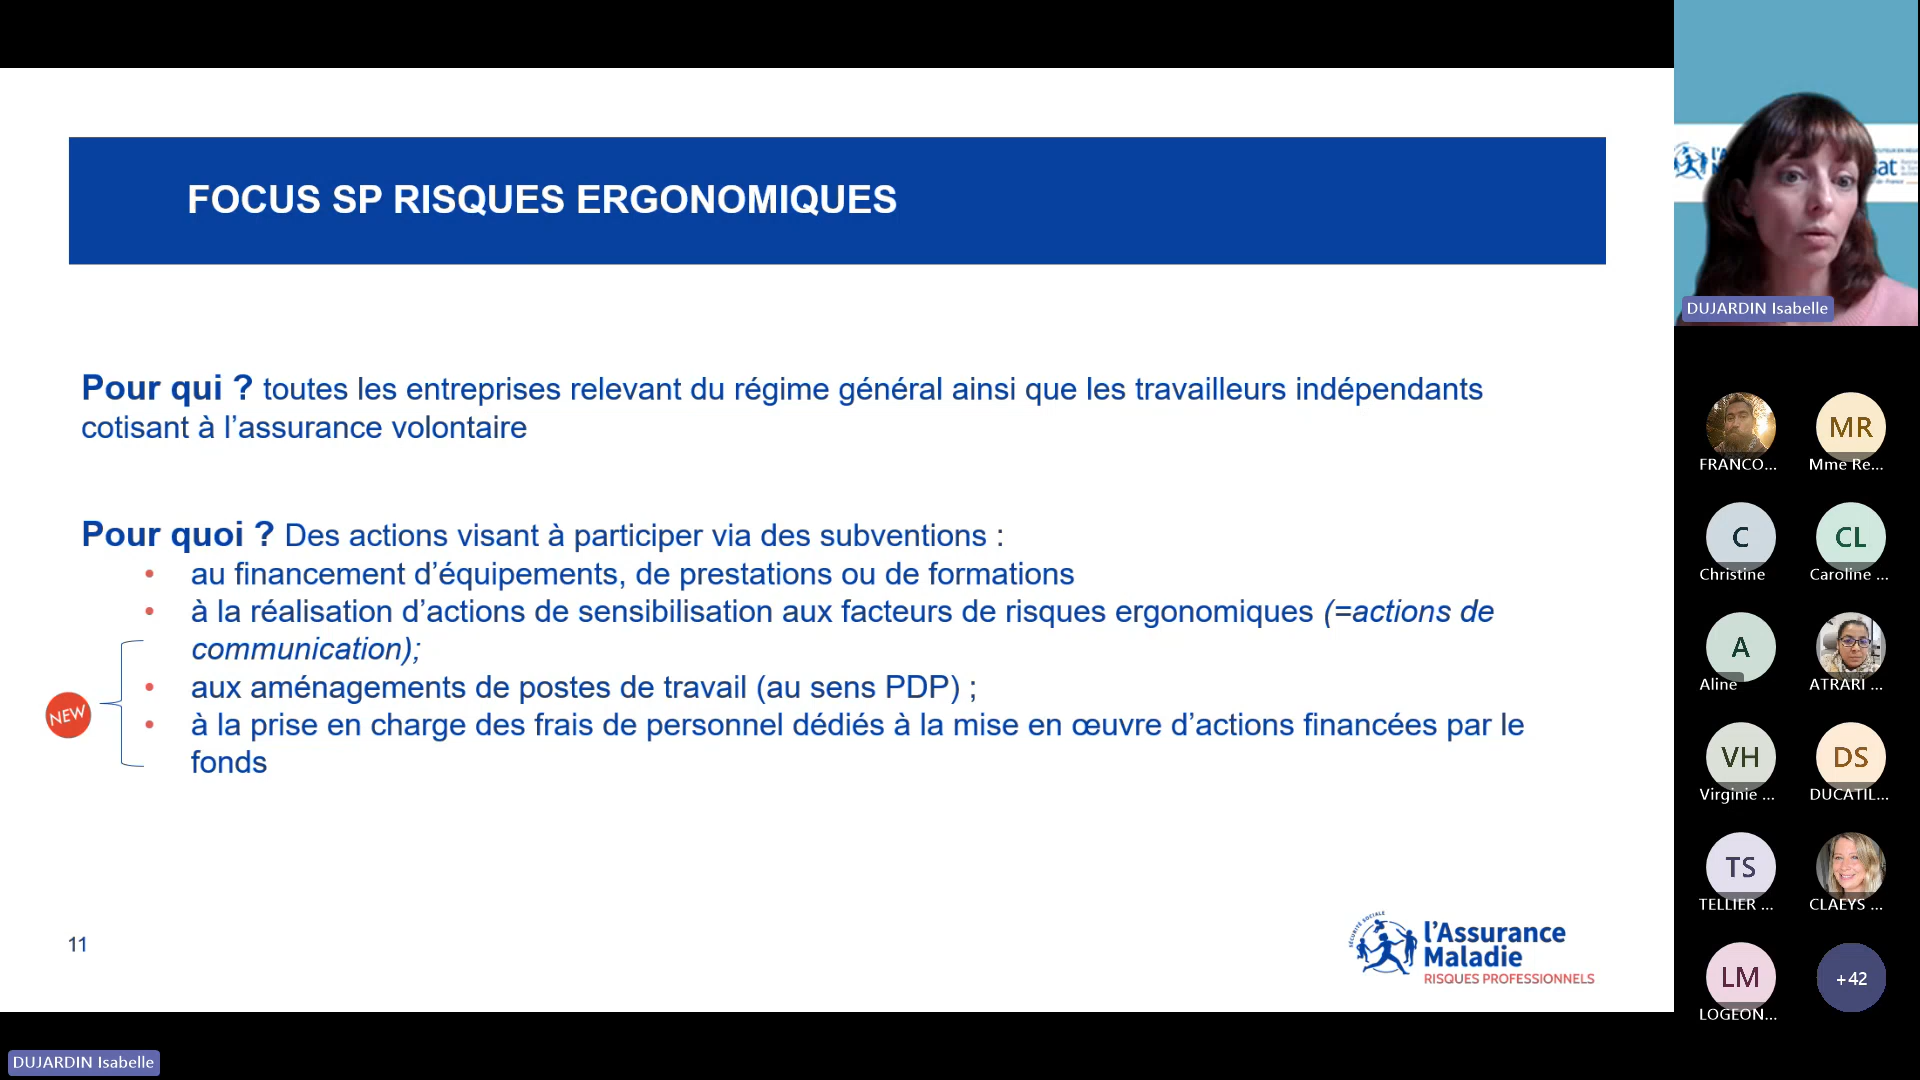 FOCUS SP RISQUES ERGONOMIQUES
Pour qui ? toutes les entreprises relevant du régime général ainsi que les travailleurs indépendants
cotisant à l’assurance volontaire
Pour quoi ? Des actions visant à participer via des subventions :
• au financement d’équipements, de prestations ou de formations
• à la réalisation d’actions de sensibilisation aux facteurs de risques ergonomiques (=actions de
communication);
• aux aménagements de postes de travail (au sens PDP) ;
• à la prise en charge des frais de personnel dédiés à la mise en œuvre d’actions financées par le
fonds
NEW
11
SÉCURITÉ SOCIALE
l’Assurance
Maladie
RISQUES PROFESSIONNELS
DUJARDIN Isabelle
DUJARDIN Isabelle
FRANCO...
MR
Mme Re...
C
Christine
CL
Caroline ...
A
Aline
ATRARI ...
VH
Virginie ...
DS
DUCATIL...
TS
TELLIER ...
CLAEYS ...
LM
LOGEON...
+42